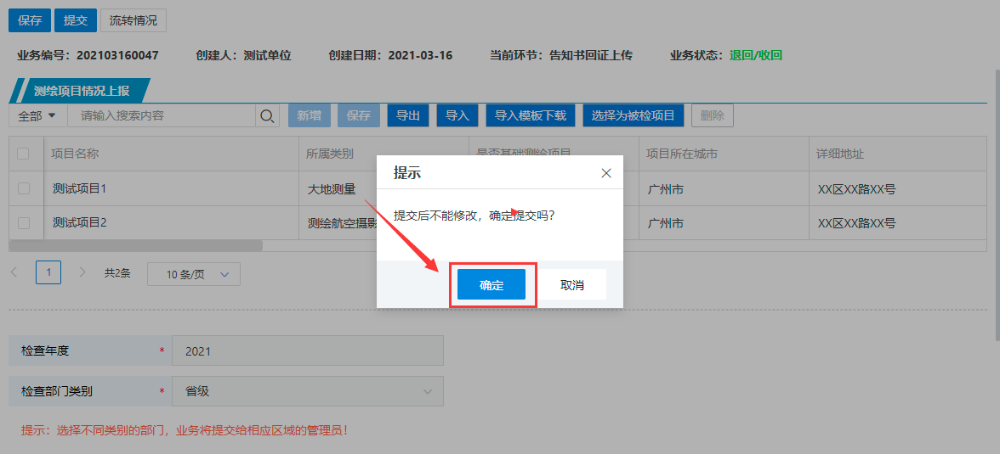 保存 提交 流转情况
业务编号：202103160047 创建人：测试单位 创建日期：2021-03-16 当前环节：告知书回证上传 业务状态：退回/收回
测绘项目情况上报
全部 请输入搜索内容 新增 保存 导出 导入 导入模板下载 选择为被检项目 删除
项目名称 所属类别 是否基础测绘项目 项目所在城市 详细地址
测试项目1 大地测量 广州市 XX区XX路XX号
测试项目2 测绘航空摄影 广州市 XX区XX路XX号
提示
提交后不能修改，确定提交吗？
确定 取消
1 共2条 10 条/页
检查年度 * 2021
检查部门类别 * 省级
提示：选择不同类别的部门，业务将提交给相应区域的管理员！